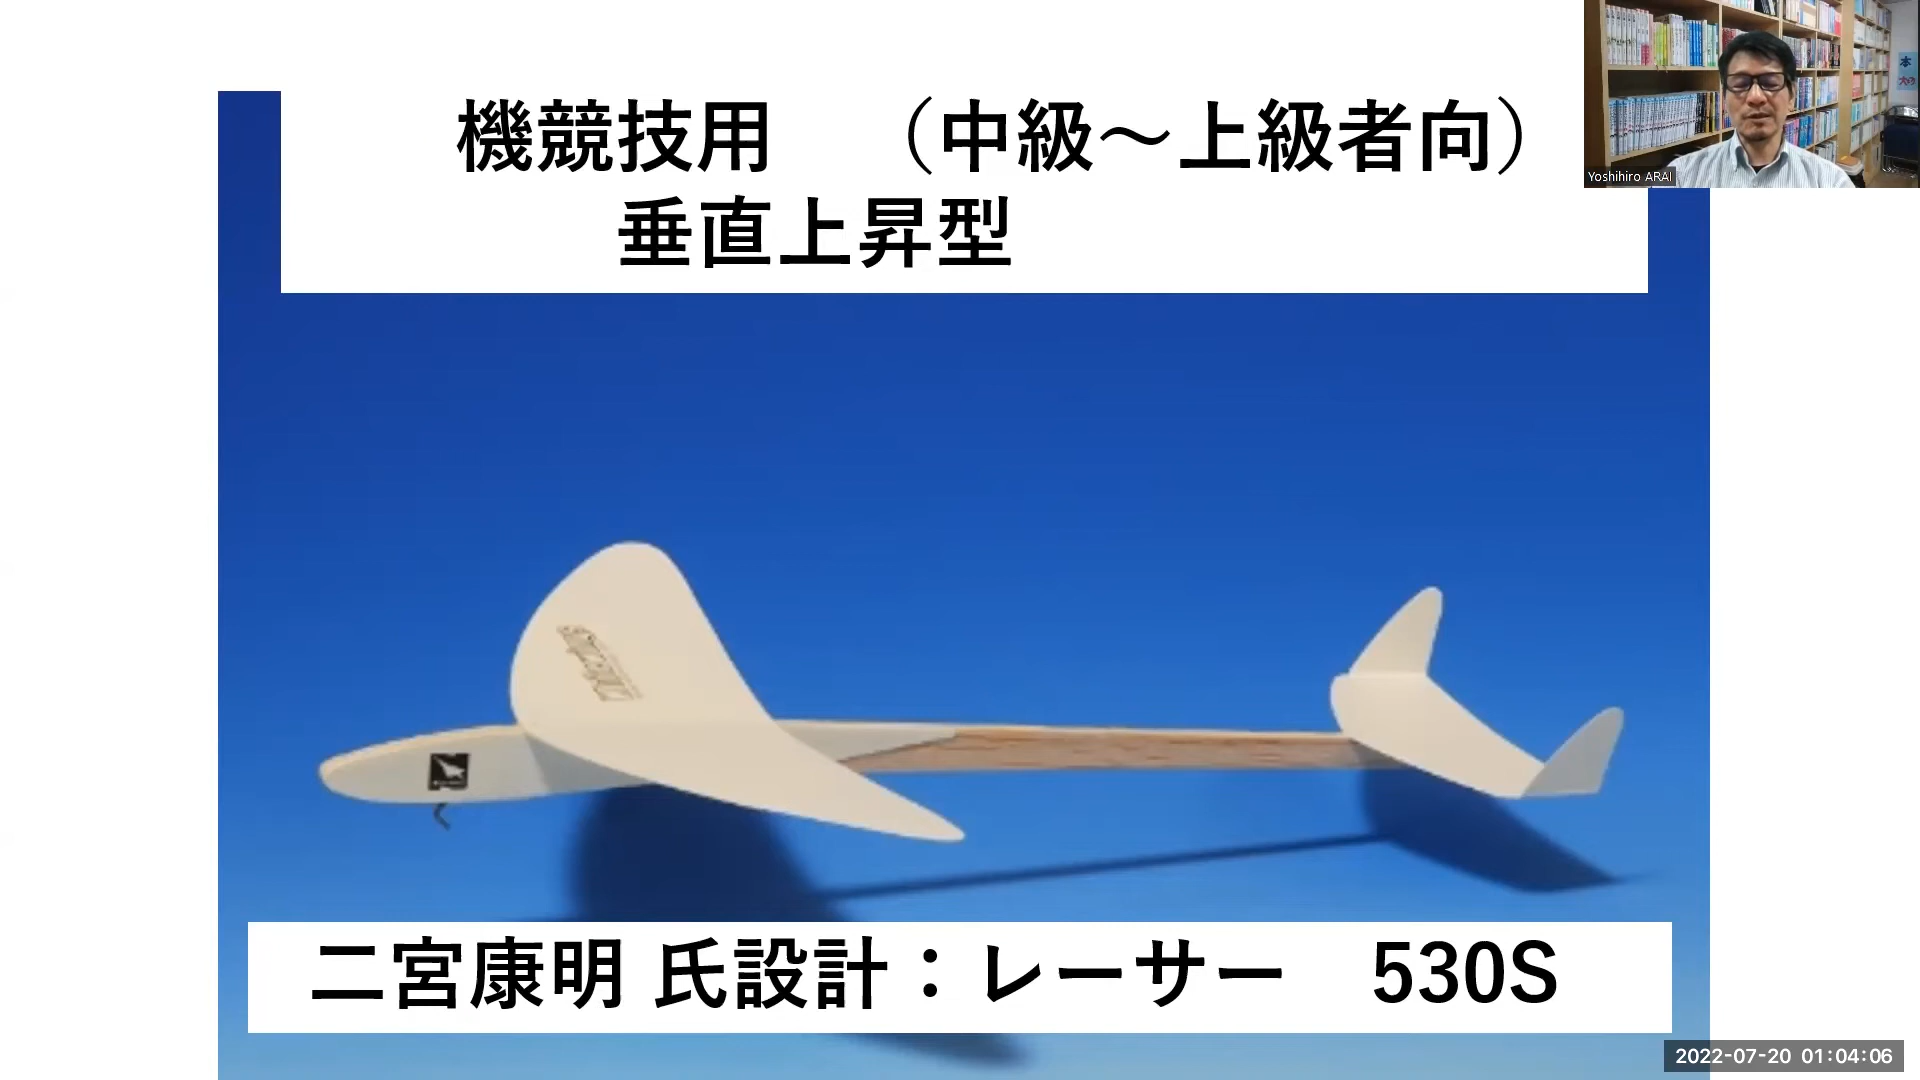 機競技用　（中級～上級者向）
垂直上昇型
二宮康明 氏設計：レーサー　530S
Yoshihiro ARAI
本
2022-07-20 01:04:06